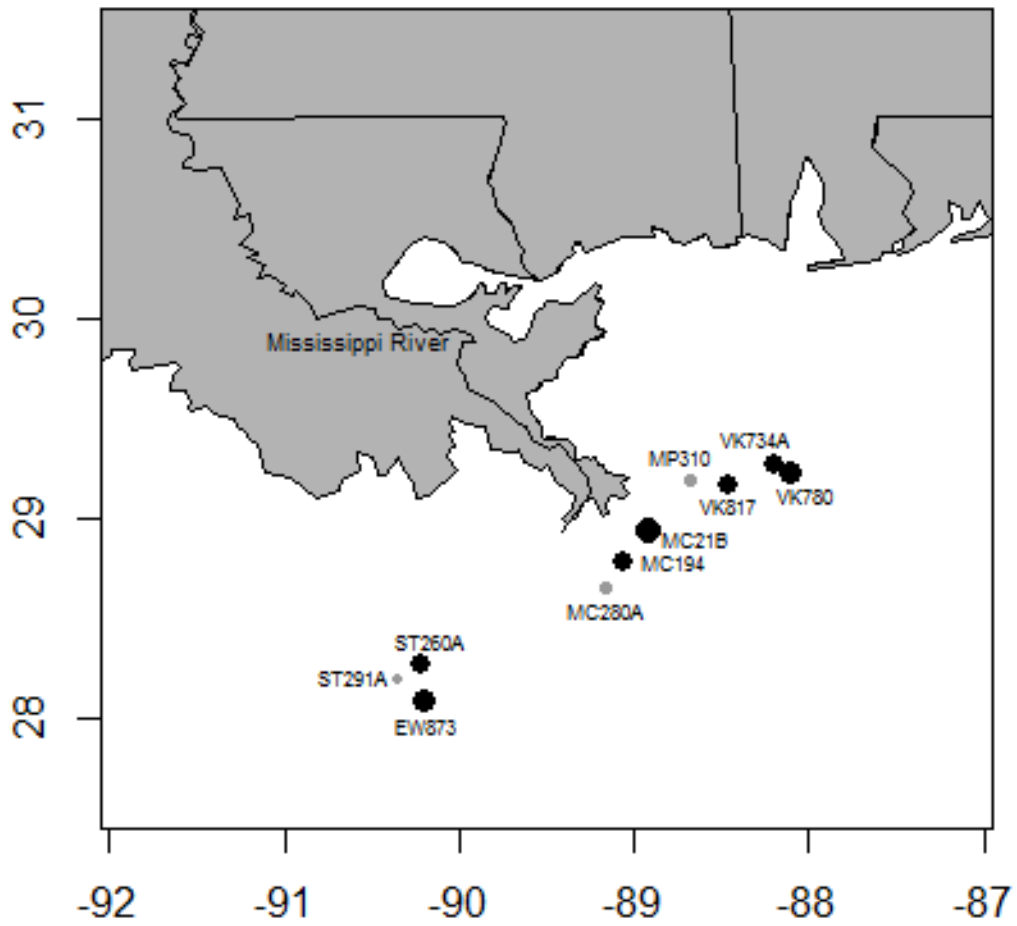 31
30
29
28
Mississippi River
VK734A
MP310
VK780
VK817
MC21B
MC194
MC280A
ST260A
ST291A
EW873
-92
-91
-90
-89
-88
-87